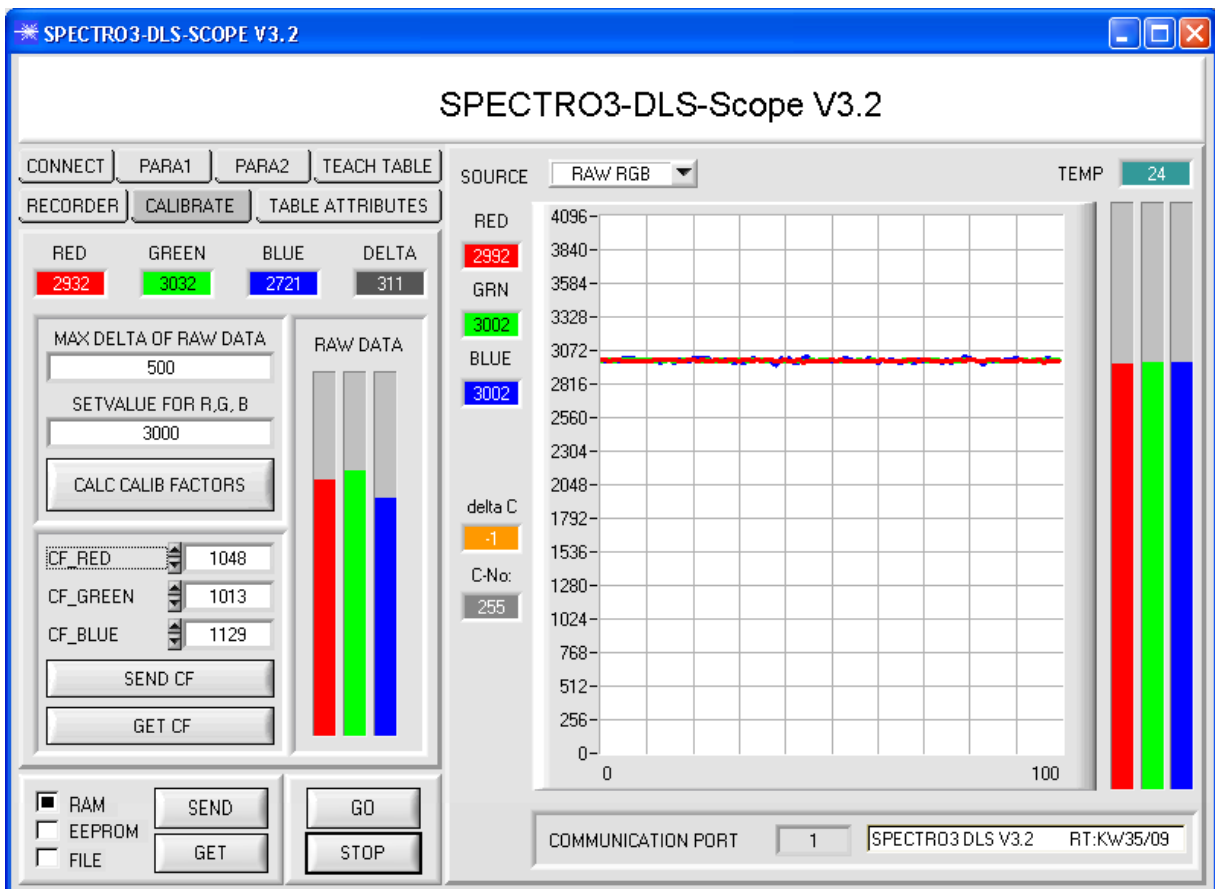 SPECTRO3-DLS-SCOPE V3.2
SPECTRO3-DLS-Scope V3.2
CONNECT PARA1 PARA2 TEACH TABLE
RECORDER CALIBRATE TABLE ATTRIBUTES
RED GREEN BLUE DELTA
2932 3032 2721 311
MAX DELTA OF RAW DATA
500
SETVALUE FOR R,G, B
3000
CALC CALIB FACTORS
RAW DATA
CF_RED 1048
CF_GREEN 1013
CF_BLUE 1129
SEND CF
GET CF
RAM
EEPROM
FILE
SEND
GET
GO
STOP
SOURCE RAW RGB TEMP 24
RED
2992
GRN
3002
BLUE
3002
delta C
-1
C-No:
255
4096
3840
3584
3328
3072
2816
2560
2304
2048
1792
1536
1280
1024
768
512
256
0
0 100
COMMUNICATION PORT 1 SPECTRO3 DLS V3.2 RT:KW35/09